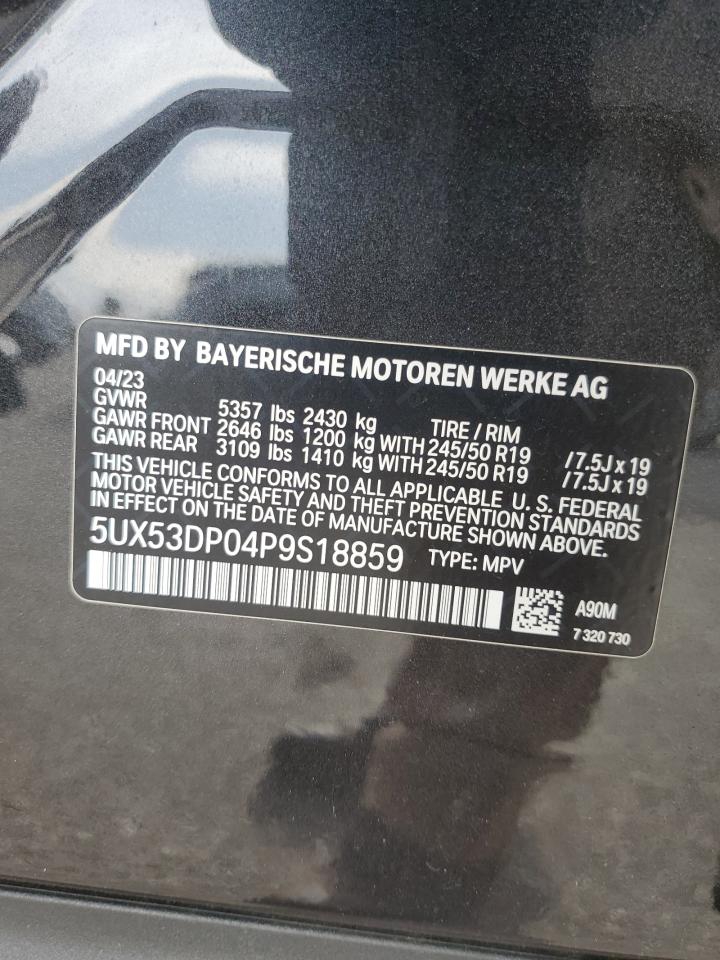 MFD BY BAYERISCHE MOTOREN WERKE AG
04/23
GVWR 5357 lbs 2430 kg TIRE / RIM
GAWR FRONT 2646 lbs 1200 kg WITH 245/50 R19 /7.5J x 19
GAWR REAR 3109 lbs 1410 kg WITH 245/50 R19 /7.5J x 19
THIS VEHICLE CONFORMS TO ALL APPLICABLE U. S. FEDERAL
MOTOR VEHICLE SAFETY AND THEFT PREVENTION STANDARDS
IN EFFECT ON THE DATE OF MANUFACTURE SHOWN ABOVE.
5UX53DP04P9S18859 TYPE: MPV
A90M
7 320 730